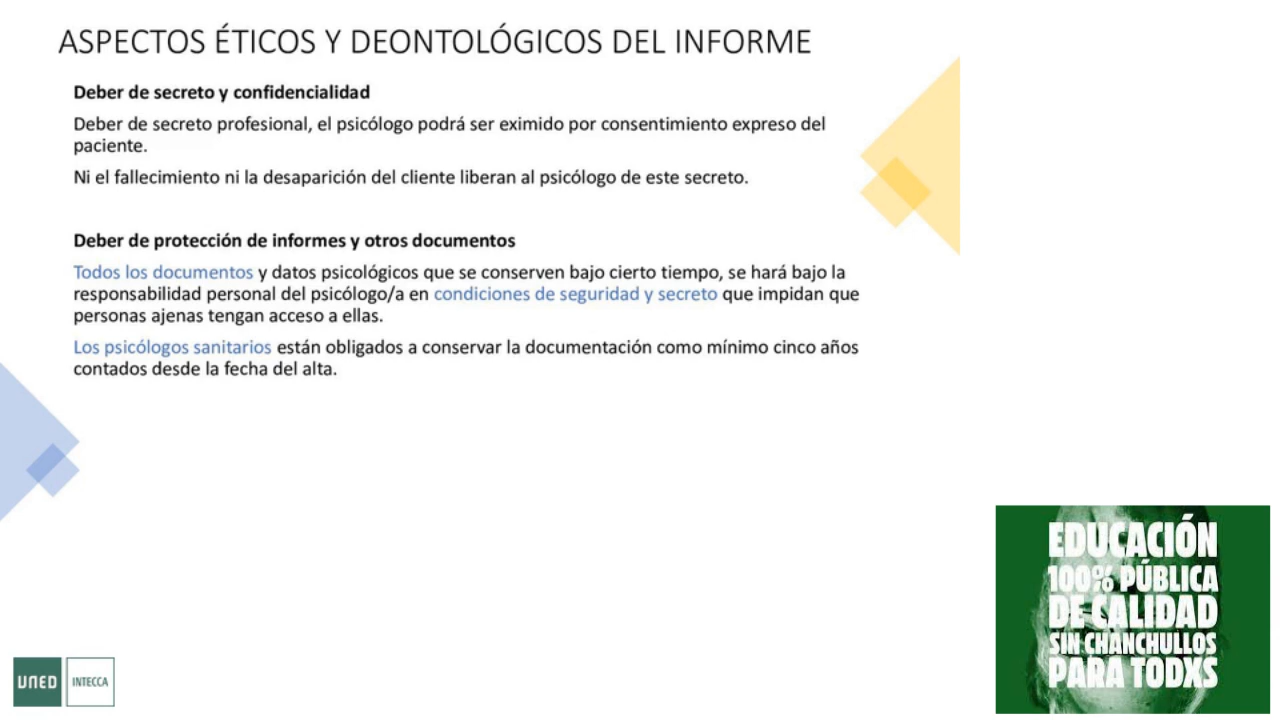 ASPECTOS ÉTICOS Y DEONTOLÓGICOS DEL INFORME
Deber de secreto y confidencialidad
Deber de secreto profesional, el psicólogo podrá ser eximido por consentimiento expreso del
paciente.
Ni el fallecimiento ni la desaparición del cliente liberan al psicólogo de este secreto.
Deber de protección de informes y otros documentos
Todos los documentos y datos psicológicos que se conserven bajo cierto tiempo, se hará bajo la
responsabilidad personal del psicólogo/a en condiciones de seguridad y secreto que impidan que
personas ajenas tengan acceso a ellas.
Los psicólogos sanitarios están obligados a conservar la documentación como mínimo cinco años
contados desde la fecha del alta.
EDUCACIÓN
100% PÚBLICA
DE CALIDAD
SIN CHANCHULLOS
PARA TODXS
UNED INTECCA